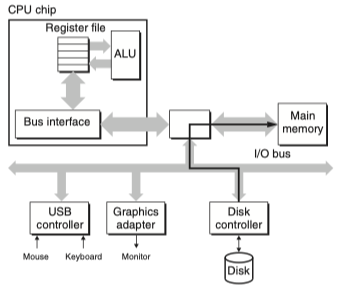 CPU chip
Register file
ALU
Bus interface
Main
memory
I/O bus
USB
controller
Graphics
adapter
Disk
controller
Mouse
Keyboard
Monitor
Disk